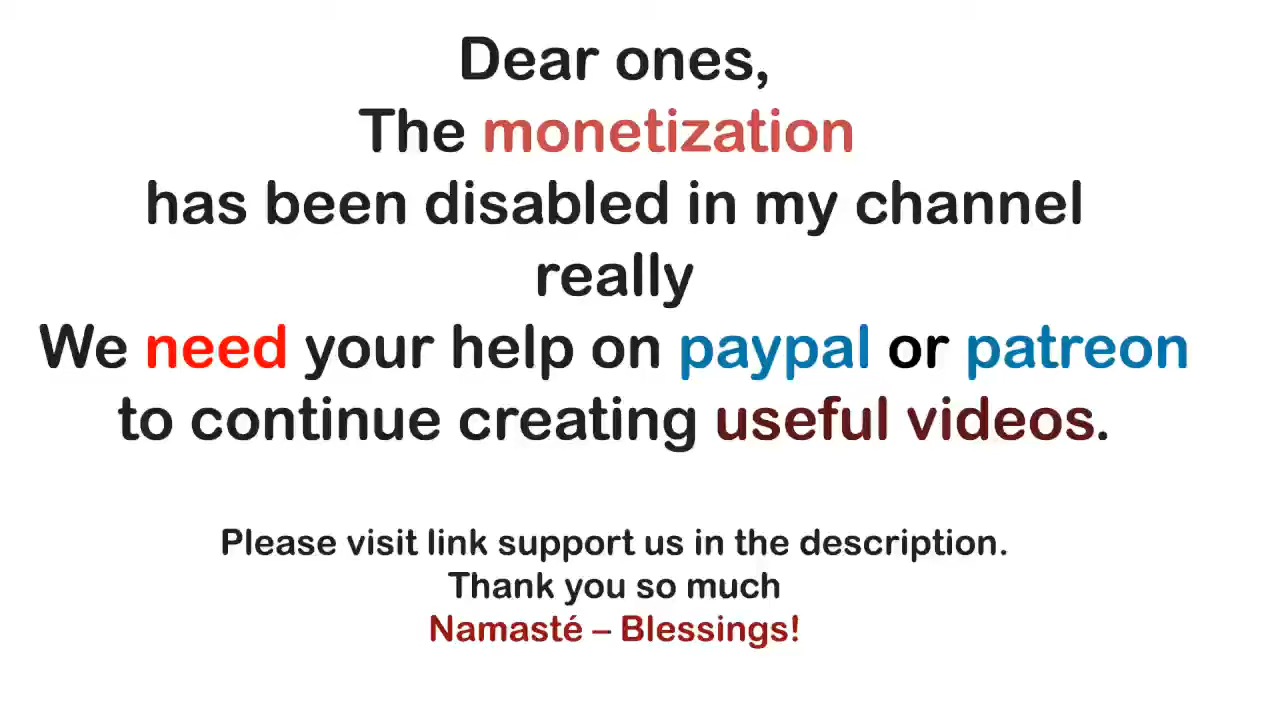 Dear ones,
The monetization
has been disabled in my channel
really
We need your help on paypal or patreon
to continue creating useful videos.
Please visit link support us in the description.
Thank you so much
Namasté – Blessings!